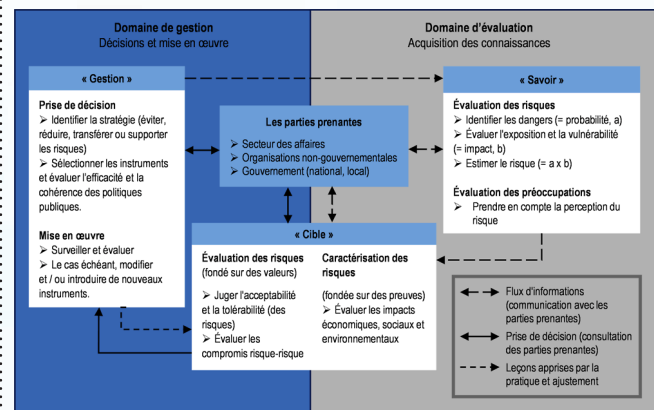 Domaine de gestion
Décisions et mise en œuvre
Domaine d'évaluation
Acquisition des connaissances
« Gestion »
Prise de décision
➢ Identifier la stratégie (éviter,
réduire, transférer ou supporter
les risques)
➢ Sélectionner les instruments
et évaluer l'efficacité et la
cohérence des politiques
publiques.
Mise en œuvre
➢ Surveiller et évaluer
➢ Le cas échéant, modifier
et / ou introduire de nouveaux
instruments.
Les parties prenantes
➢ Secteur des affaires
➢ Organisations non-gouvernementales
➢ Gouvernement (national, local)
« Savoir »
Évaluation des risques
➢ Identifier les dangers (= probabilité, a)
➢ Évaluer l'exposition et la vulnérabilité
(= impact, b)
➢ Estimer le risque (= a x b)
Évaluation des préoccupations
➢ Prendre en compte la perception du
risque
« Cible »
Évaluation des risques
(fondé sur des valeurs)
➢ Juger l'acceptabilité
et la tolérabilité (des
risques)
➢ Évaluer les
compromis risque-risque
Caractérisation des
risques
(fondée sur des preuves)
➢ Évaluer les impacts
économiques, sociaux et
environnementaux
Flux d'informations
(communication avec les
parties prenantes)
Prise de décision (consultation
des parties prenantes)
Leçons apprises par la
pratique et ajustement